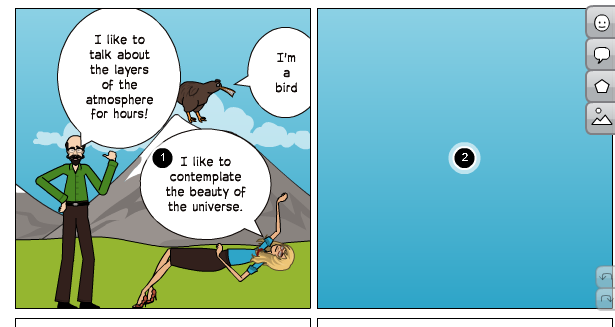 I like to
talk about
the layers
of the
atmosphere
for hours!
I'm
a
bird
1
I like to
contemplate
the beauty of
the universe.
2